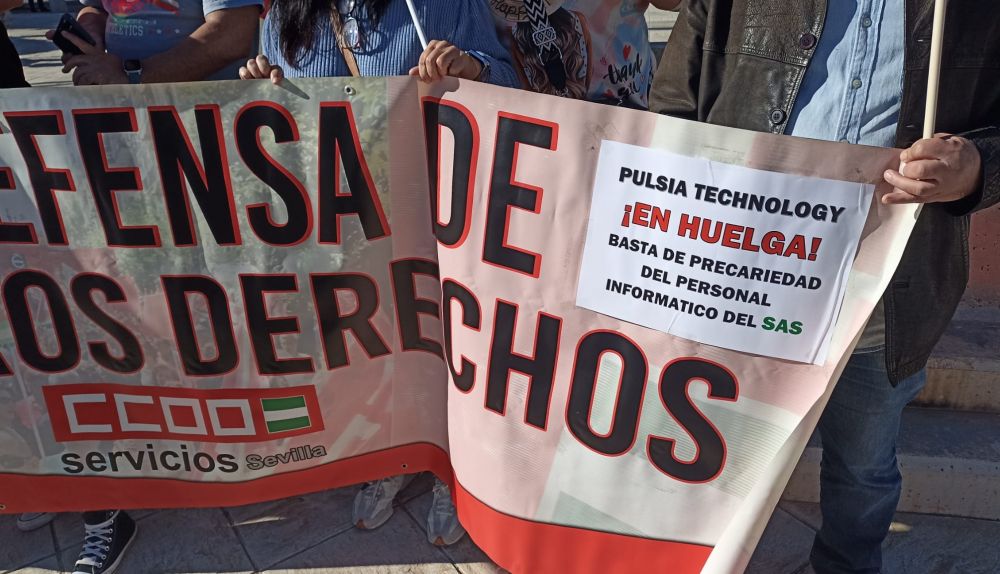 EFENSA DE
OS DERECHOS
CCOO
servicios Sevilla
PULSIA TECHNOLOGY
¡EN HUELGA!
BASTA DE PRECARIEDAD
DEL PERSONAL
INFORMATICO DEL SAS
ATHLETICS